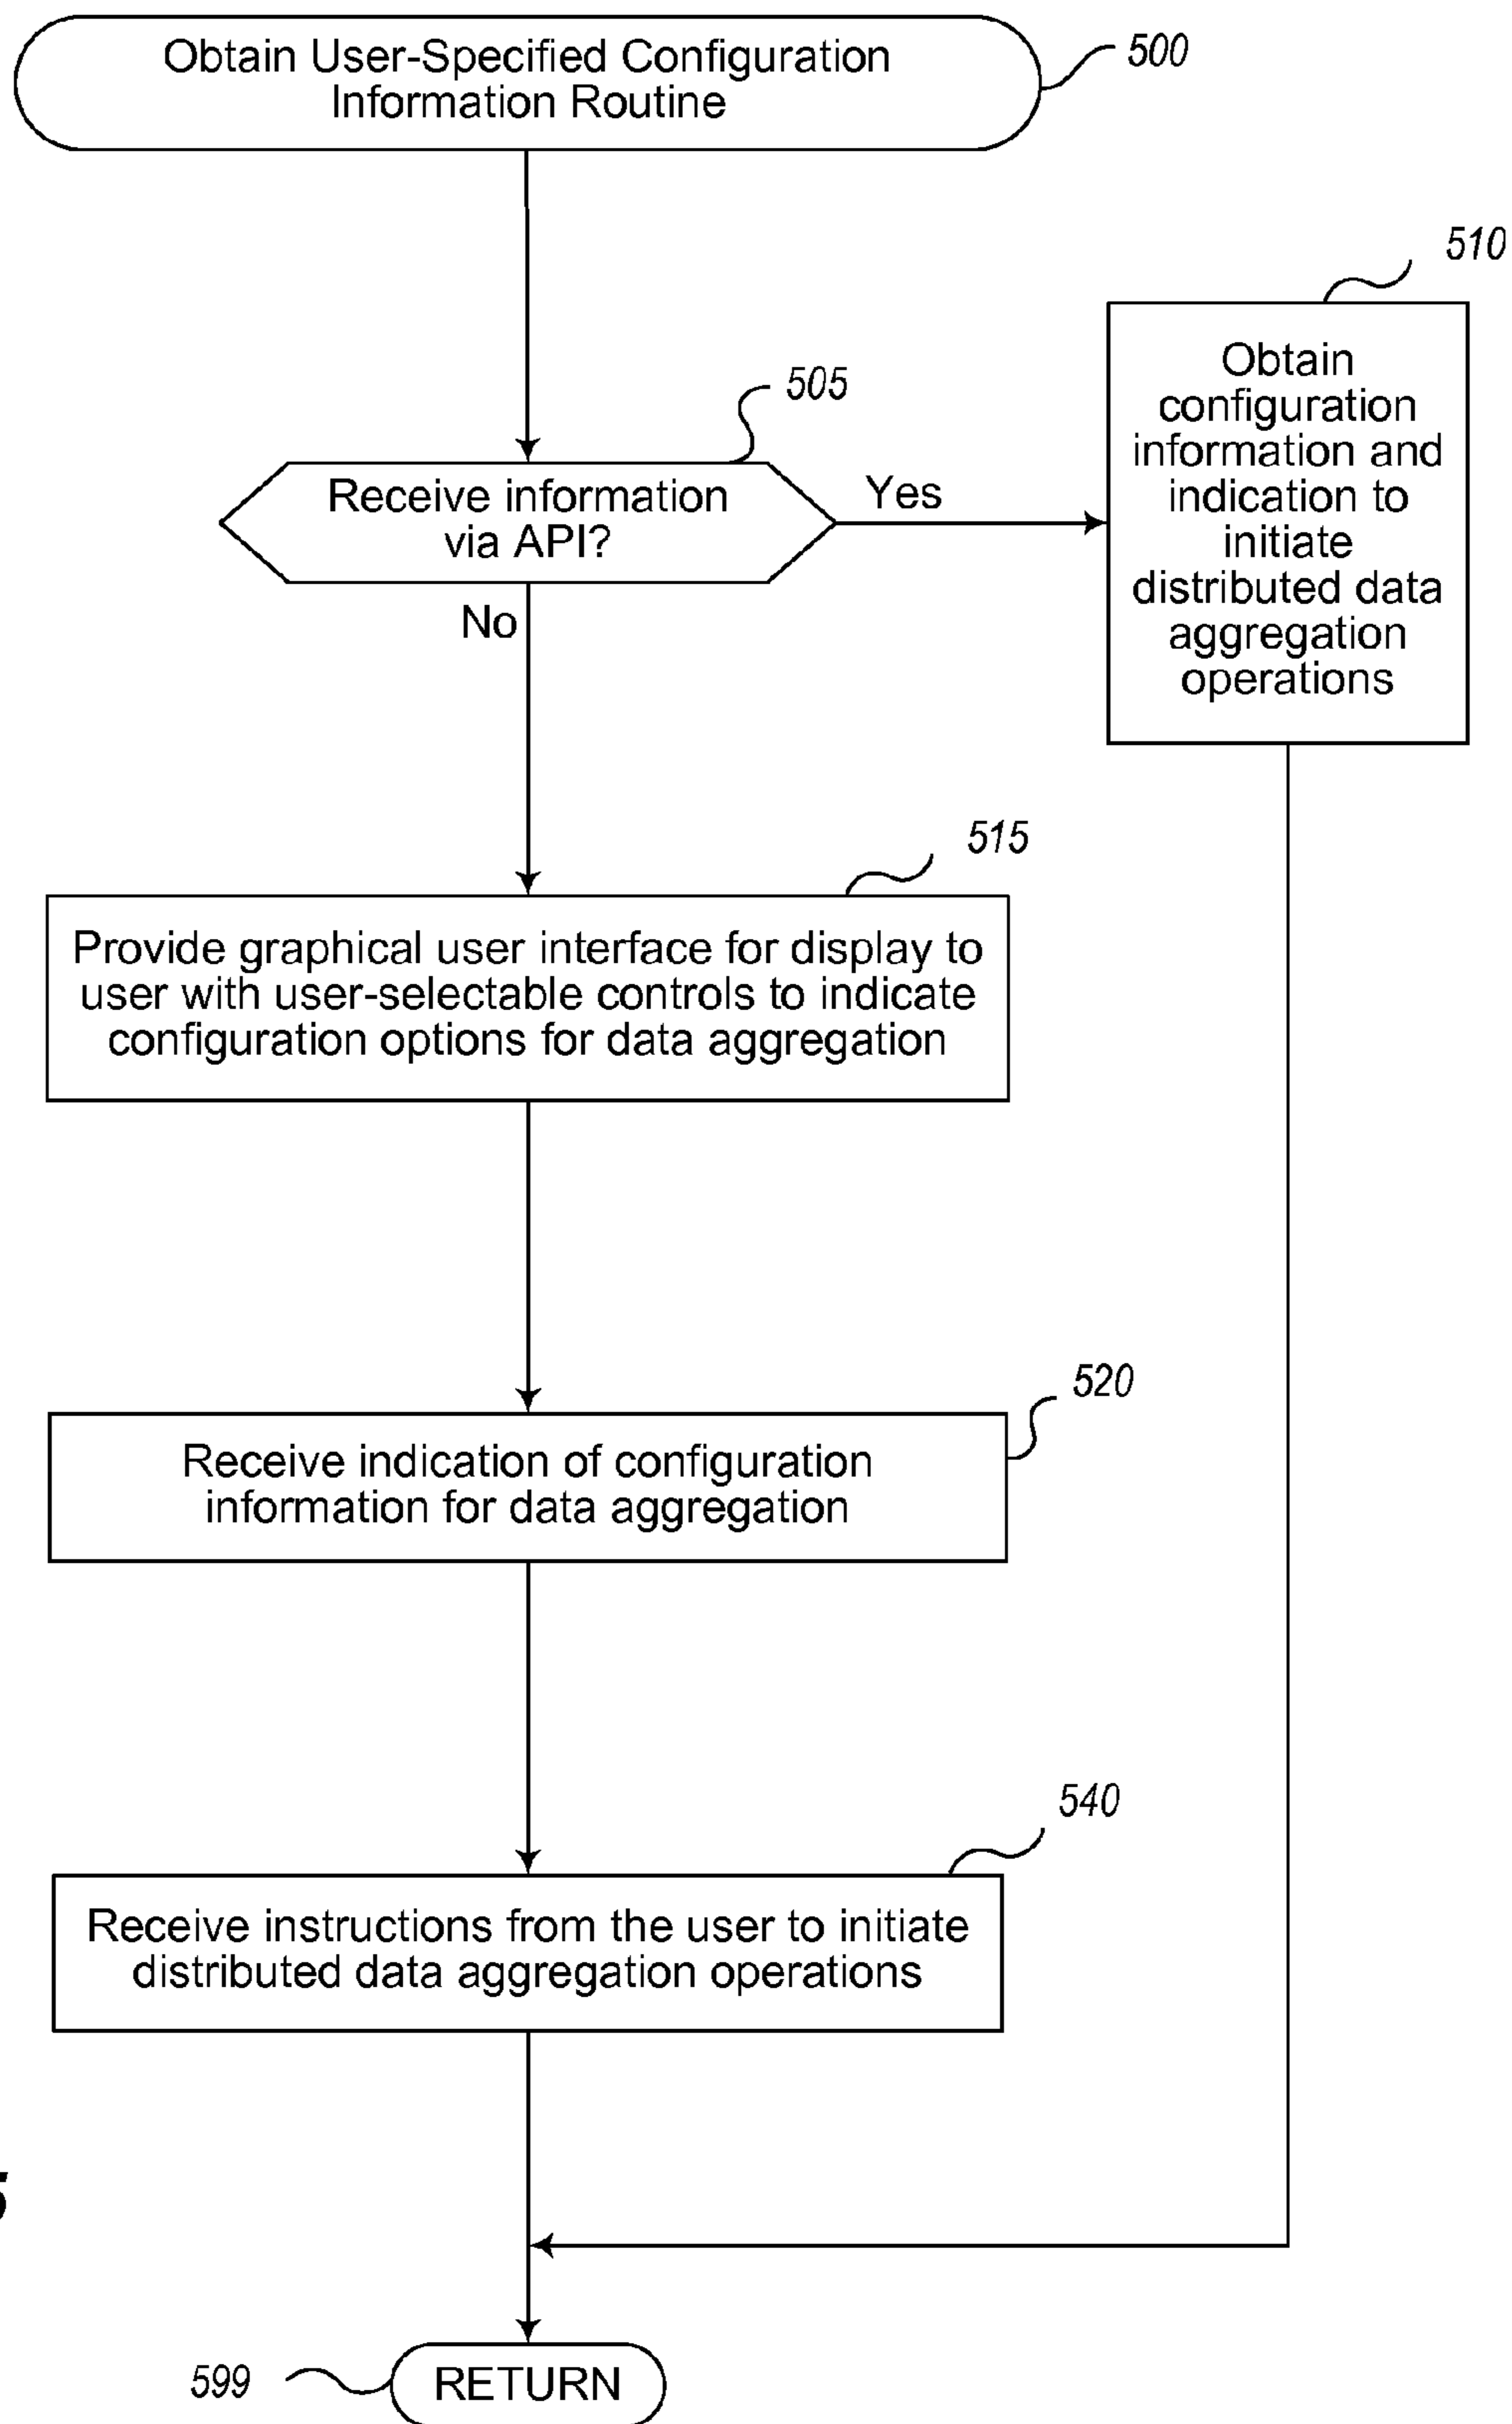 Obtain User-Specified Configuration
Information Routine
500
510
Obtain
configuration
information and
indication to
initiate
distributed data
aggregation
operations
505
Receive information
via API?
Yes
No
515
Provide graphical user interface for display to
user with user-selectable controls to indicate
configuration options for data aggregation
520
Receive indication of configuration
information for data aggregation
540
Receive instructions from the user to initiate
distributed data aggregation operations
599
RETURN